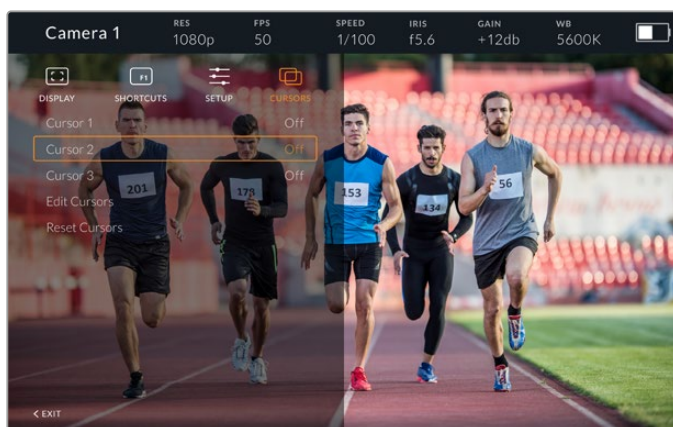 Camera 1
RES FPS SPEED IRIS GAIN WB
1080p 50 1/100 f5.6 +12db 5600K
F1
DISPLAY SHORTCUTS SETUP CURSORS
Cursor 1 Off
Cursor 2 Off
Cursor 3 Off
Edit Cursors
Reset Cursors
201 178 153 134 56
< EXIT